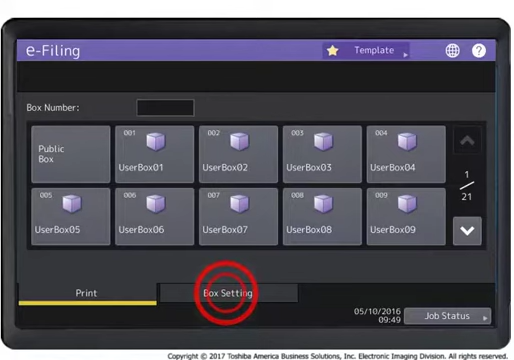 e-Filing
Template
?
Box Number:
Public
Box
001
UserBox01
002
UserBox02
003
UserBox03
004
UserBox04
1
21
005
UserBox05
006
UserBox06
007
UserBox07
008
UserBox08
009
UserBox09
Print
Box Setting
05/10/2016
09:49
Job Status
Copyright © 2017 Toshiba America Business Solutions, Inc. Electronic Imaging Division. All rights reserved.